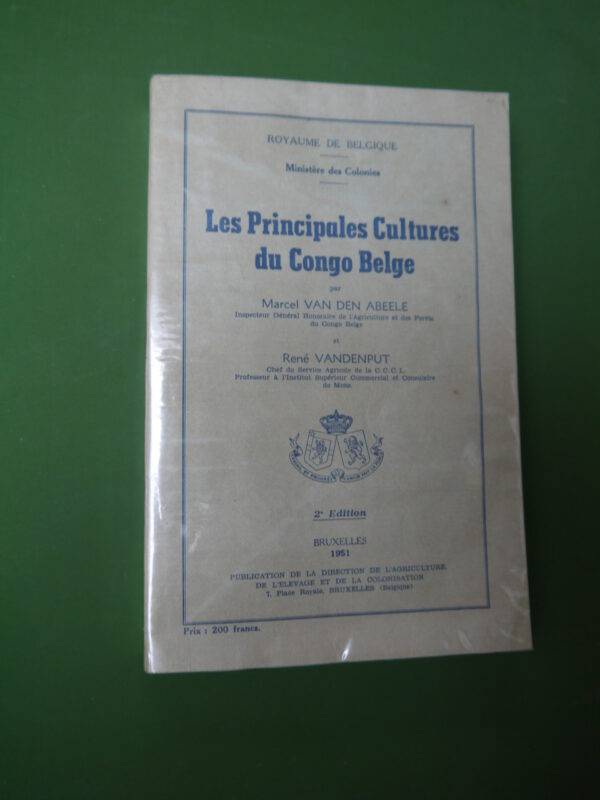 ROYAUME DE BELGIQUE
Ministère des Colonies
Les Principales Cultures
du Congo Belge
par
Marcel VAN DEN ABEELE
Inspecteur Général Honoraire de l'Agriculture et des Forêts
du Congo Belge
et
René VANDENPUT
Chef du Service Agricole de la C.C.C.I.,
Professeur à l'Institut Supérieur Commercial et Consulaire
de Mons.
2e Edition
BRUXELLES
1951
PUBLICATION DE LA DIRECTION DE L'AGRICULTURE,
DE L'ELEVAGE ET DE LA COLONISATION
7, Place Royale, BRUXELLES (Belgique)
Prix : 200 francs.